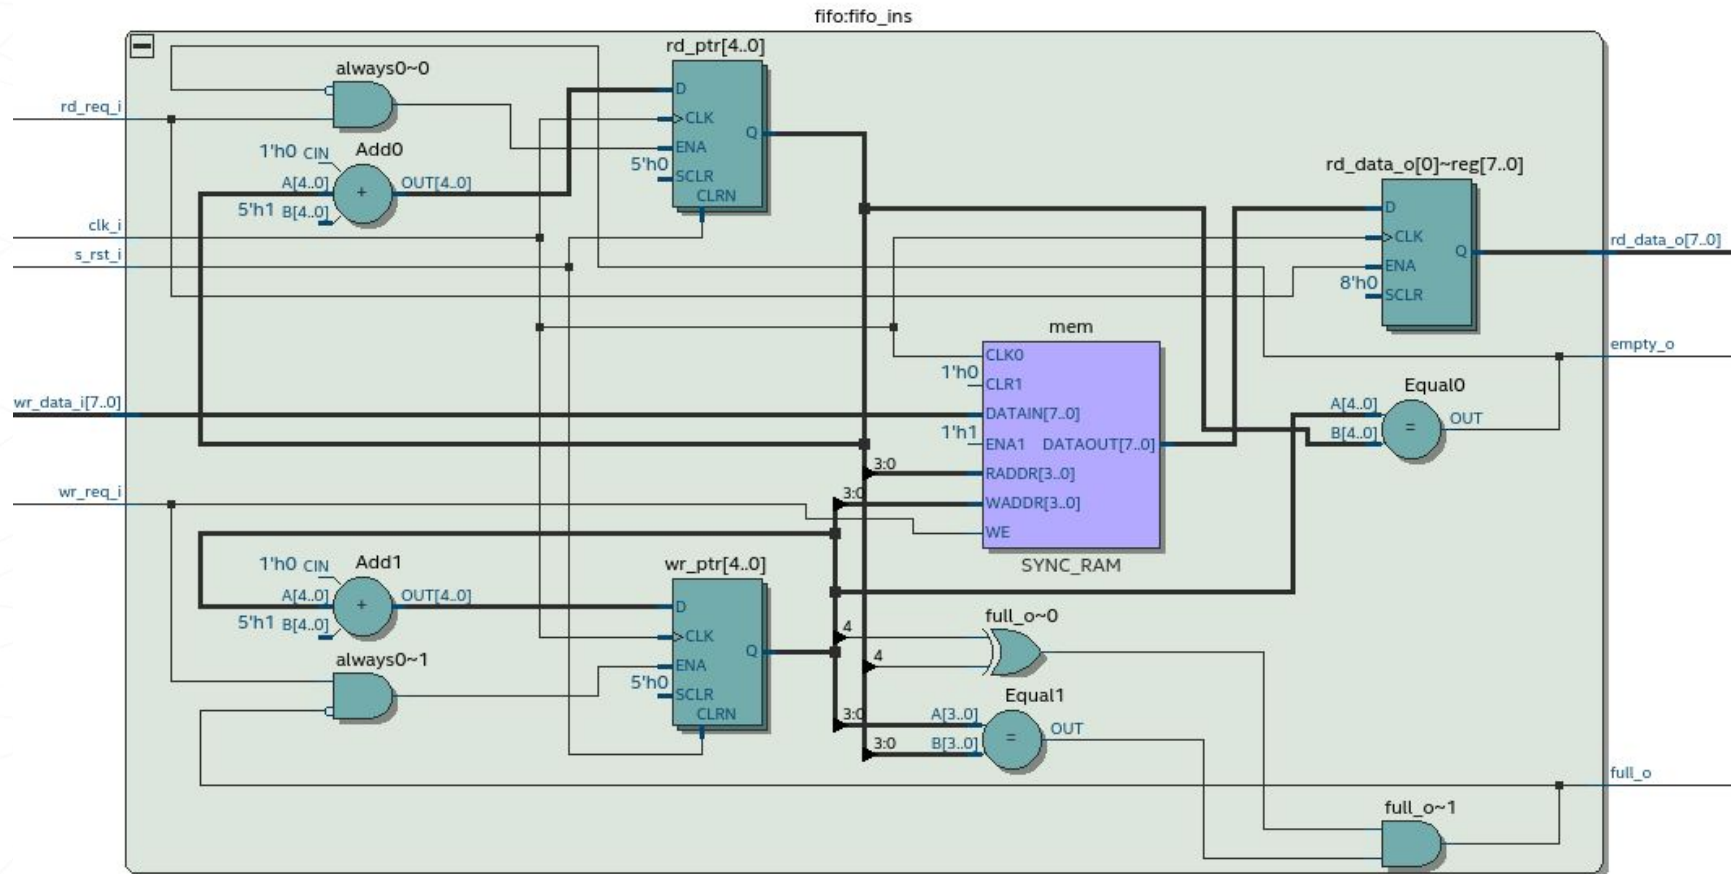 fifo:fifo_ins
rd_ptr[4..0]
always0~0
D
rd_req_i
CLK
Q
1'h0 CIN
Add0
ENA
5'h0
SCLR
A[4..0]
+
OUT[4..0]
CLRN
5'h1 B[4..0]
clk_i
s_rst_i
rd_data_o[0]~reg[7..0]
D
CLK
Q
rd_data_o[7..0]
ENA
8'h0
SCLR
mem
CLK0
1'h0
CLR1
wr_data_i[7..0]
DATAIN[7..0]
1'h1
ENA1
DATAOUT[7..0]
3:0
RADDR[3..0]
3:0
WADDR[3..0]
WE
SYNC_RAM
empty_o
Equal0
A[4..0]
=
OUT
B[4..0]
wr_req_i
1'h0 CIN
Add1
A[4..0]
+
OUT[4..0]
5'h1 B[4..0]
wr_ptr[4..0]
D
CLK
Q
ENA
5'h0
SCLR
CLRN
always0~1
full_o~0
4
4
Equal1
3:0
A[3..0]
=
OUT
3:0
B[3..0]
full_o
full_o~1